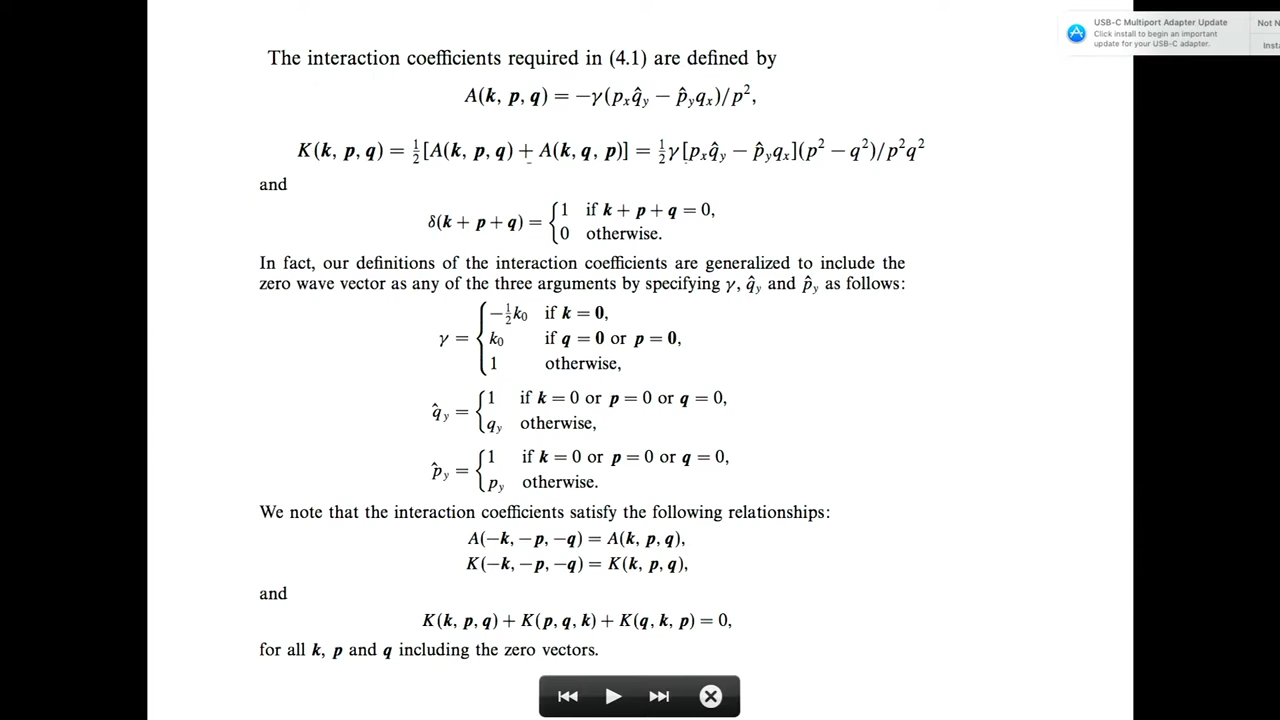 USB-C Multiport Adapter Update
Not N
Click install to begin an important
update for your USB-C adapter.
Insta
The interaction coefficients required in (4.1) are defined by
A(k, p, q) = −γ(pₓq̂ᵧ − p̂ᵧqₓ)/p²,
K(k, p, q) = ½[A(k, p, q) + A(k, q, p)] = ½γ[pₓq̂ᵧ − p̂ᵧqₓ](p² − q²)/p²q²
and
δ(k + p + q) = {1 if k + p + q = 0,
0 otherwise.
In fact, our definitions of the interaction coefficients are generalized to include the
zero wave vector as any of the three arguments by specifying γ, q̂ᵧ and p̂ᵧ as follows:
γ = {−½k₀ if k = 0,
k₀ if q = 0 or p = 0,
1 otherwise,
q̂ᵧ = {1 if k = 0 or p = 0 or q = 0,
qᵧ otherwise,
p̂ᵧ = {1 if k = 0 or p = 0 or q = 0,
pᵧ otherwise.
We note that the interaction coefficients satisfy the following relationships:
A(−k, −p, −q) = A(k, p, q),
K(−k, −p, −q) = K(k, p, q),
and
K(k, p, q) + K(p, q, k) + K(q, k, p) = 0,
for all k, p and q including the zero vectors.